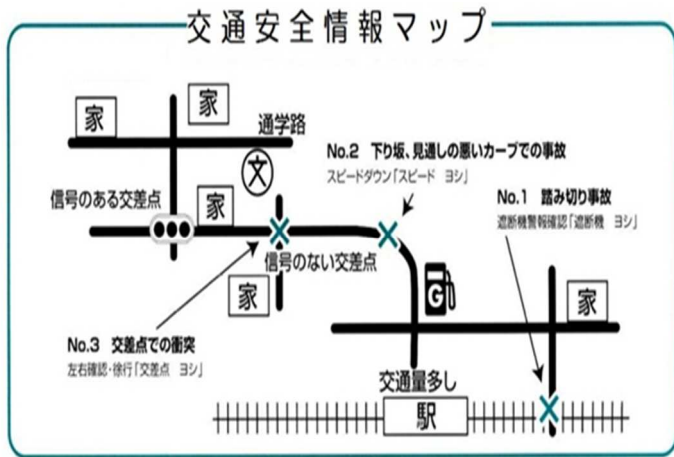 交通安全情報マップ
家
家
通学路
文
No.2 下り坂、見通しの悪いカーブでの事故
スピードダウン「スピード ヨシ」
No.1 踏み切り事故
遮断機警報確認「遮断機 ヨシ」
信号のある交差点
家
信号のない交差点
家
G
家
No.3 交差点での衝突
左右確認・徐行「交差点 ヨシ」
交通量多し
駅